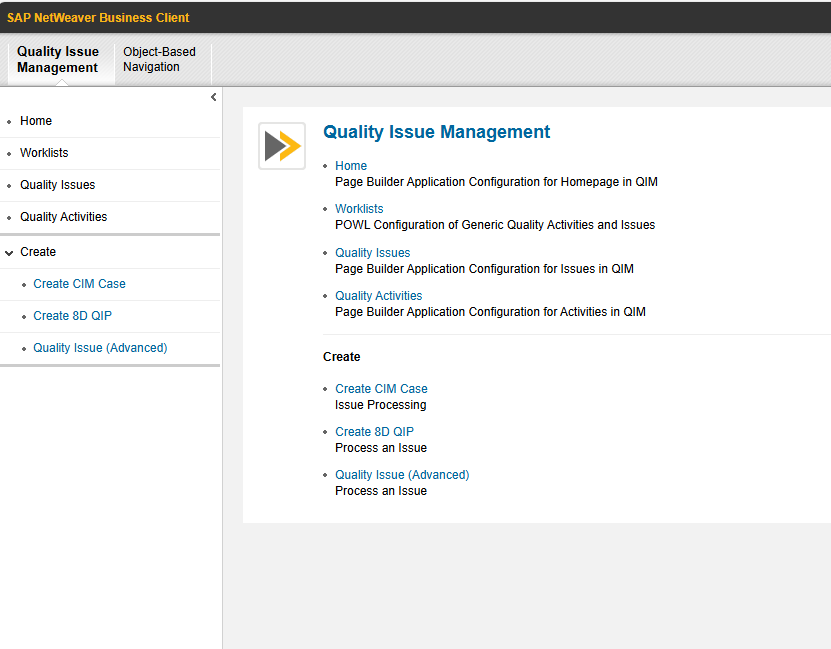 SAP NetWeaver Business Client
Quality Issue
Management
Object-Based
Navigation
Home
Worklists
Quality Issues
Quality Activities
Create
Create CIM Case
Create 8D QIP
Quality Issue (Advanced)
Quality Issue Management
Home
Page Builder Application Configuration for Homepage in QIM
Worklists
POWL Configuration of Generic Quality Activities and Issues
Quality Issues
Page Builder Application Configuration for Issues in QIM
Quality Activities
Page Builder Application Configuration for Activities in QIM
Create
Create CIM Case
Issue Processing
Create 8D QIP
Process an Issue
Quality Issue (Advanced)
Process an Issue